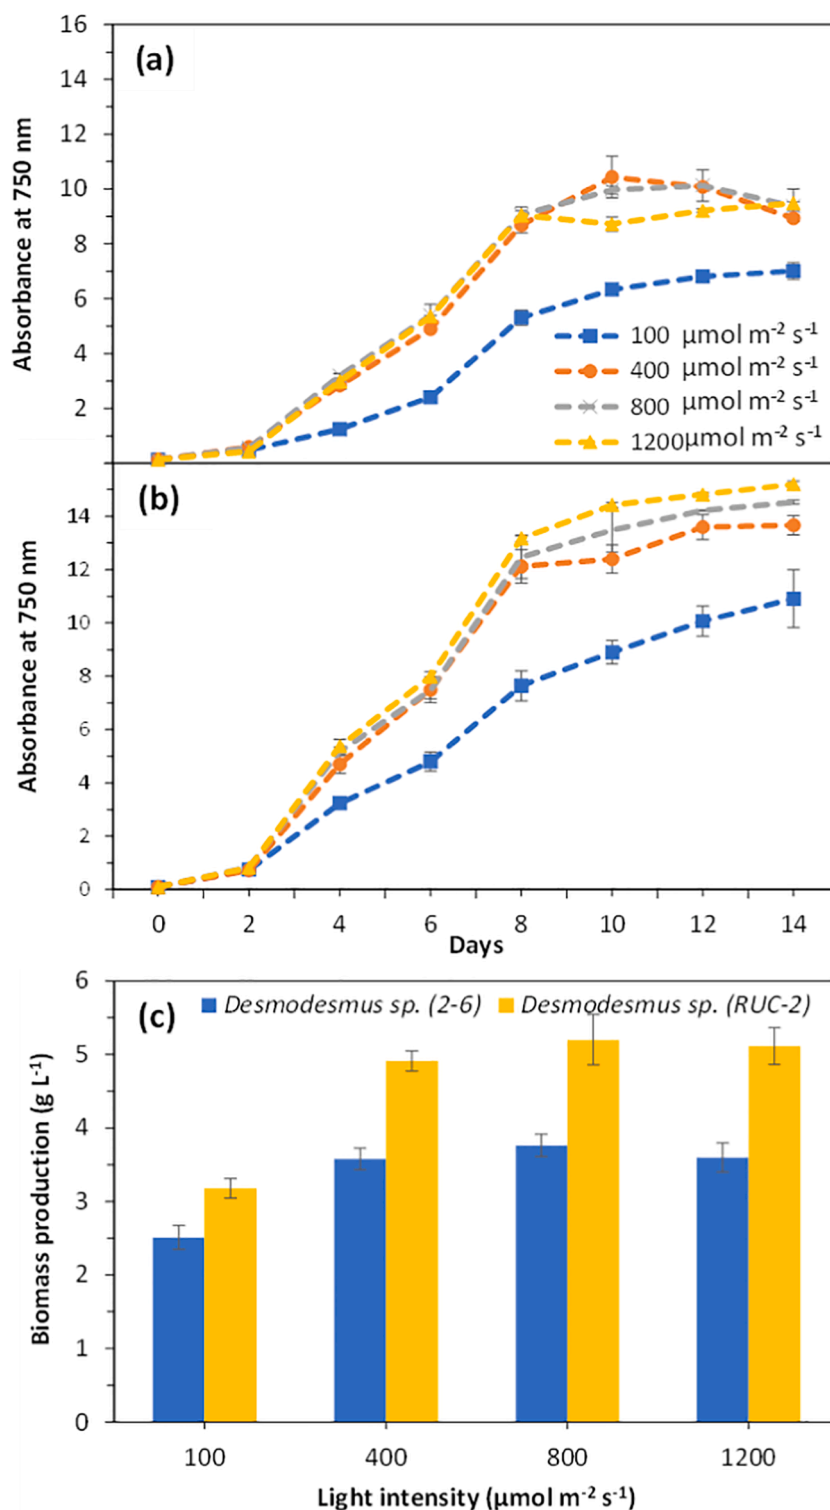 16
(a)
14
12
10
8
6
4
2
Absorbance at 750 nm
100 μmol m⁻² s⁻¹
400 μmol m⁻² s⁻¹
800 μmol m⁻² s⁻¹
1200 μmol m⁻² s⁻¹
(b)
14
12
10
8
6
4
2
0
Absorbance at 750 nm
0 2 4 6 8 10 12 14
Days
6
(c)
Desmodesmus sp. (2-6) Desmodesmus sp. (RUC-2)
5
4
3
2
1
0
Biomass production (g L⁻¹)
100 400 800 1200
Light intensity (μmol m⁻² s⁻¹)